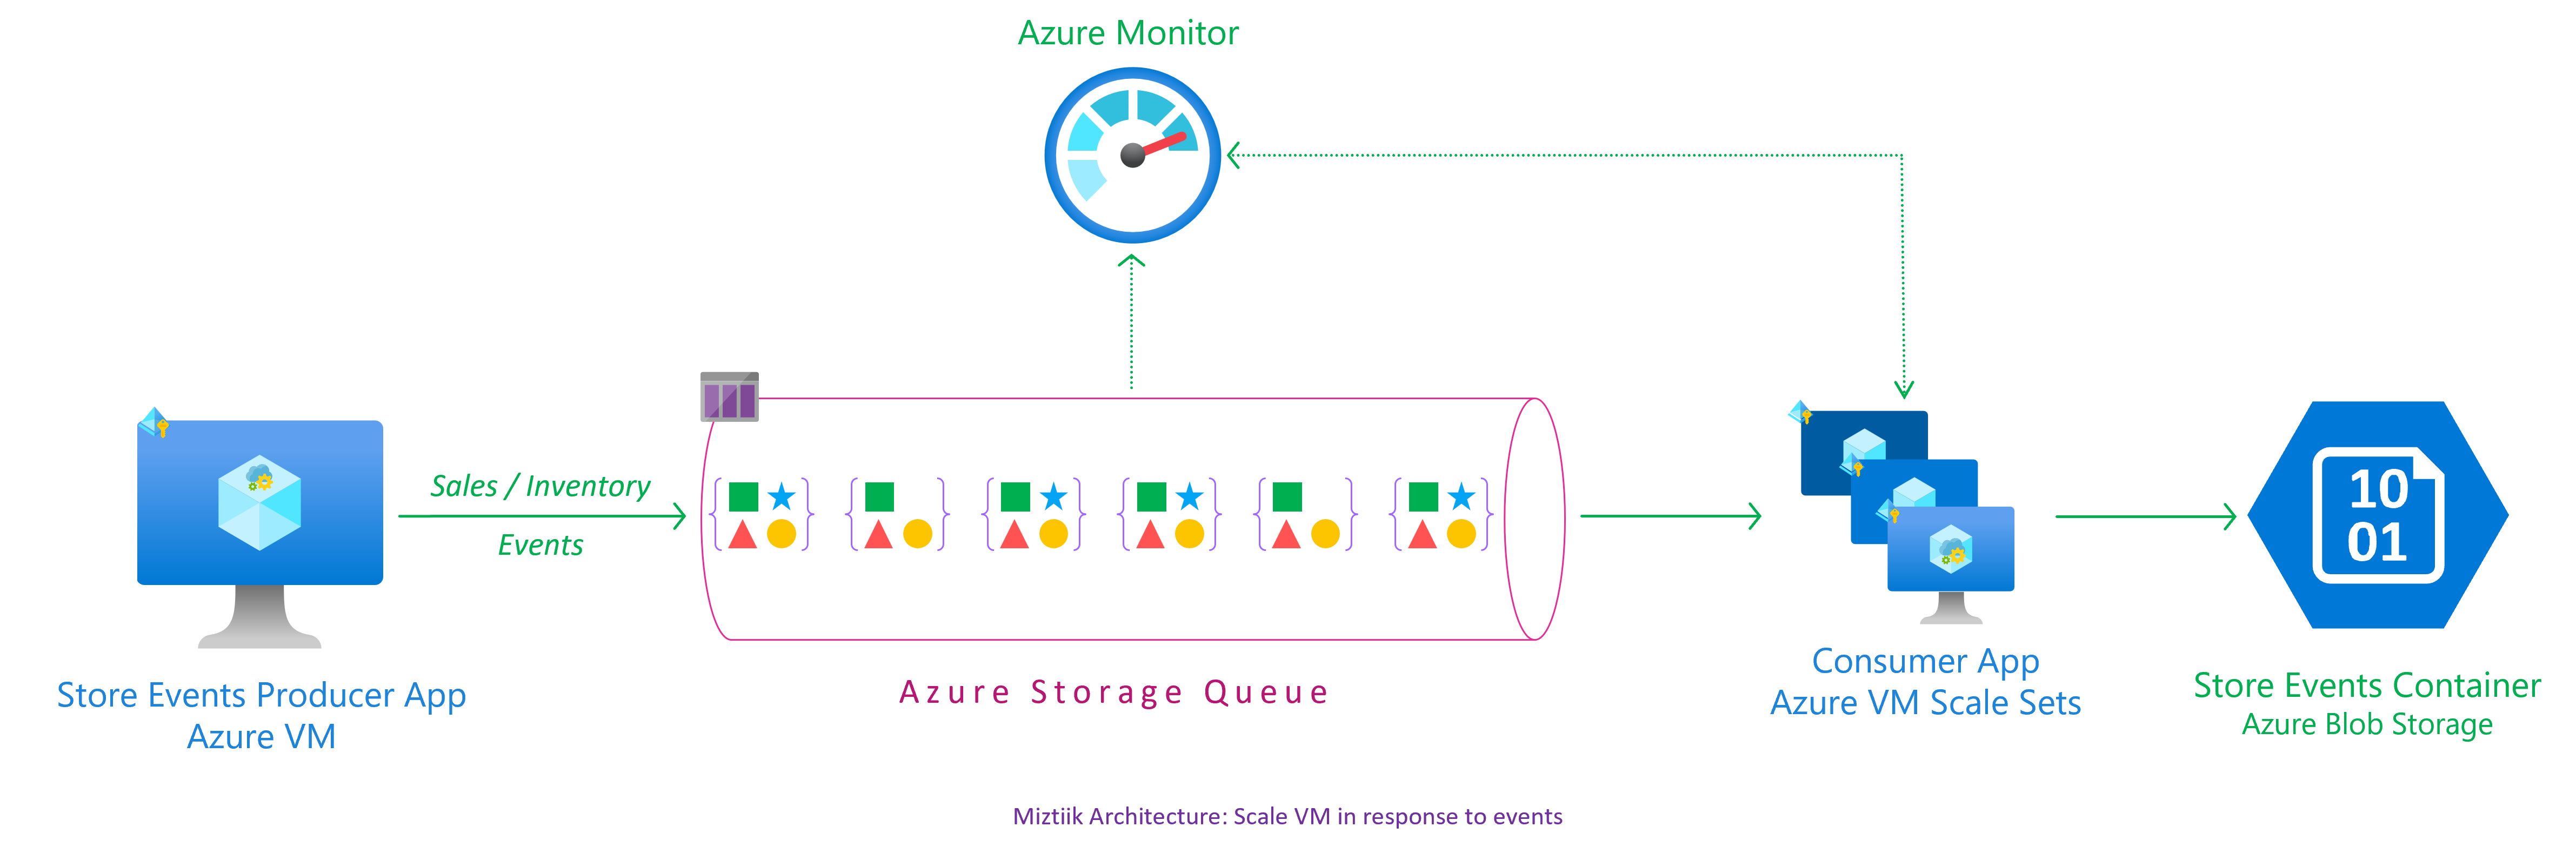 Azure Monitor
Sales / Inventory
Events
10
01
Store Events Producer App
Azure VM
Azure Storage Queue
Consumer App
Azure VM Scale Sets
Store Events Container
Azure Blob Storage
Miztiik Architecture: Scale VM in response to events